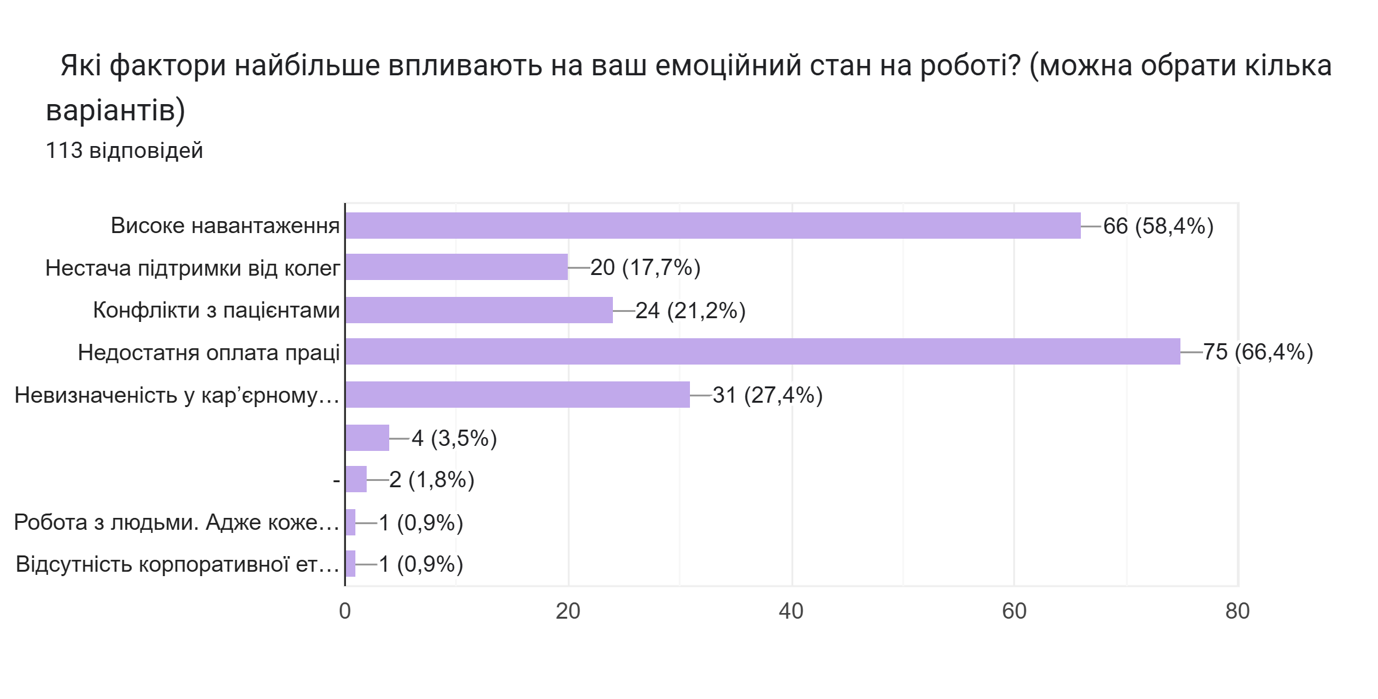 Які фактори найбільше впливають на ваш емоційний стан на роботі? (можна обрати кілька
варіантів)
113 відповідей
Високе навантаження 66 (58,4%)
Нестача підтримки від колег 20 (17,7%)
Конфлікти з пацієнтами 24 (21,2%)
Недостатня оплата праці 75 (66,4%)
Невизначеність у кар’єрному… 31 (27,4%)
4 (3,5%)
- 2 (1,8%)
Робота з людьми. Адже коже… 1 (0,9%)
Відсутність корпоративної ет… 1 (0,9%)
0 20 40 60 80